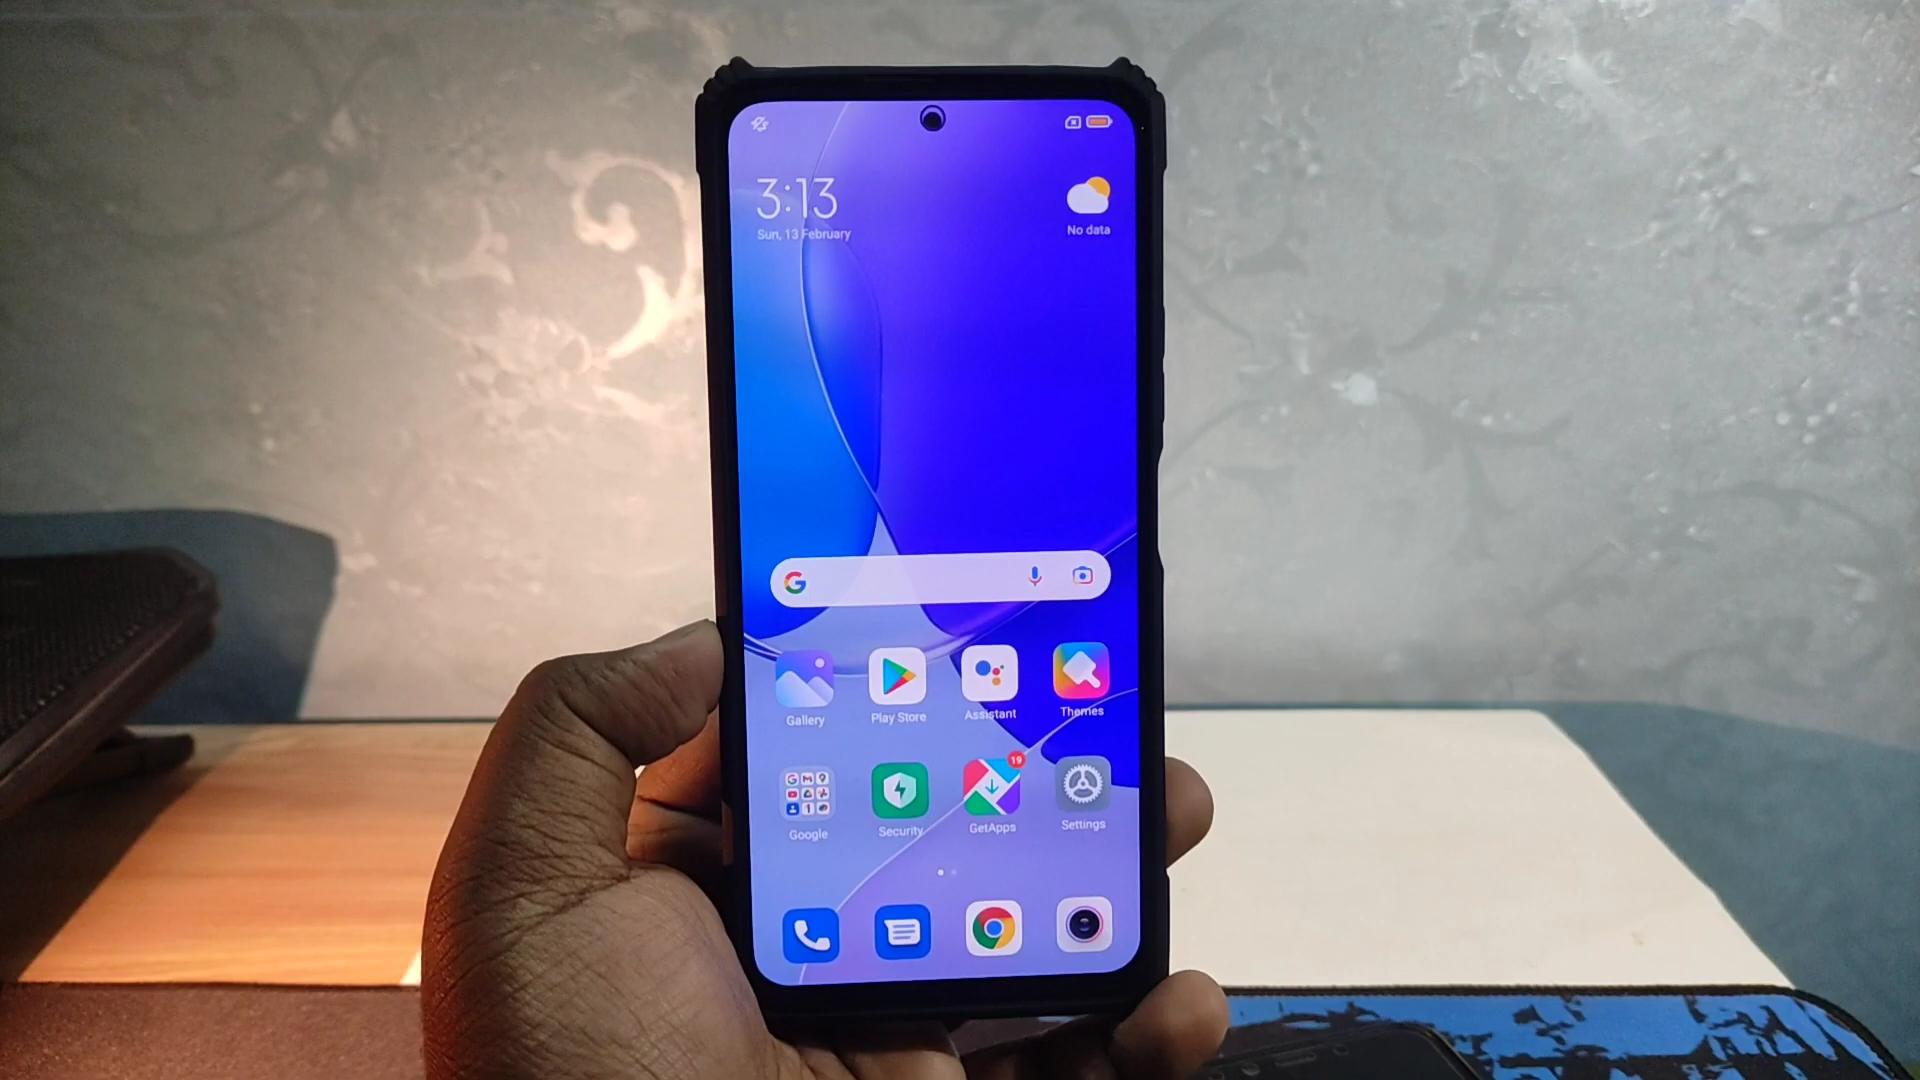 3:13
Sun, 13 February
No data
Gallery
Play Store
Assistant
Themes
19
Google
Security
GetApps
Settings